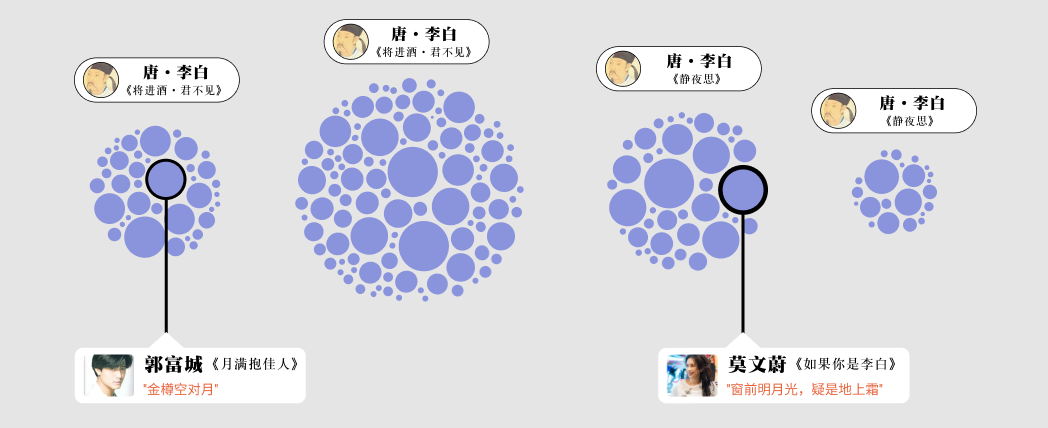 唐·李白
《将进酒·君不见》
唐·李白
《将进酒·君不见》
唐·李白
《静夜思》
唐·李白
《静夜思》
郭富城《月满抱佳人》
"金樽空对月"
莫文蔚《如果你是李白》
"窗前明月光，疑是地上霜"